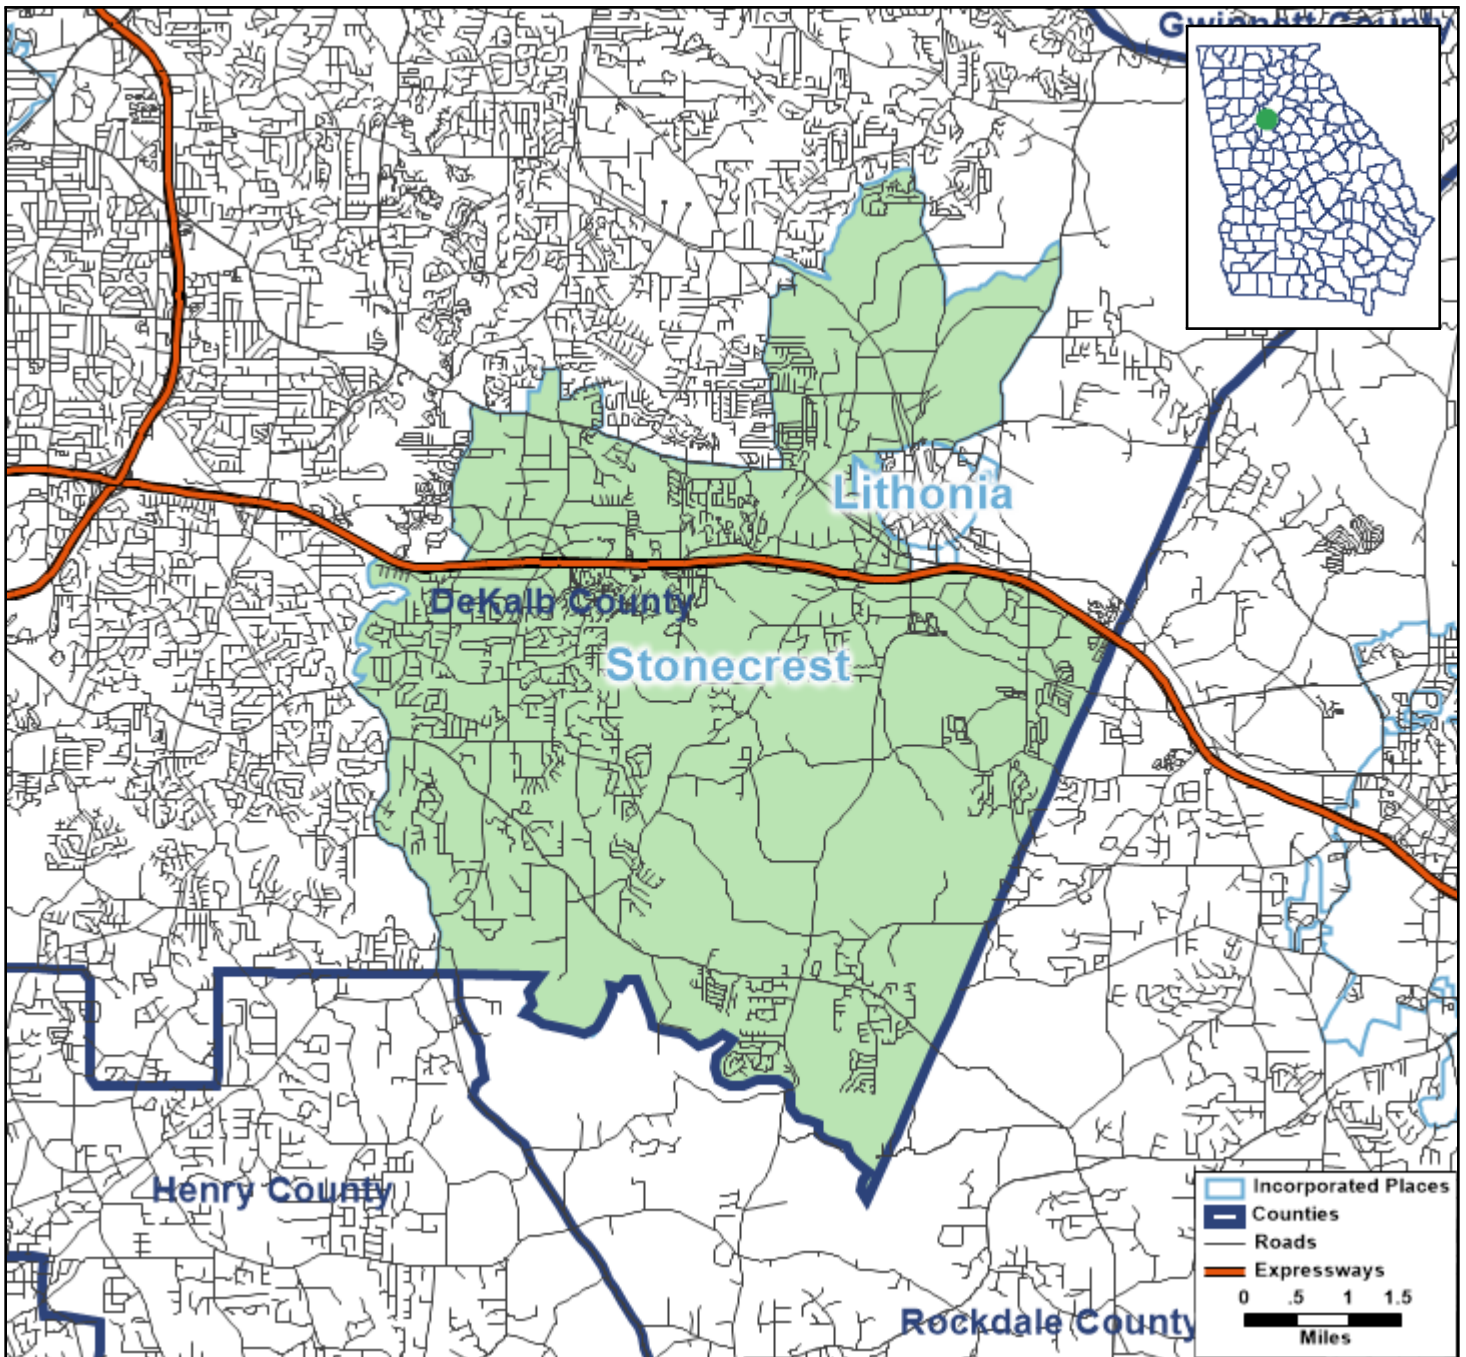 Gwinnett County
Lithonia
DeKalb County
Stonecrest
Henry County
Rockdale County
Incorporated Places
Counties
Roads
Expressways
0 .5 1 1.5
Miles